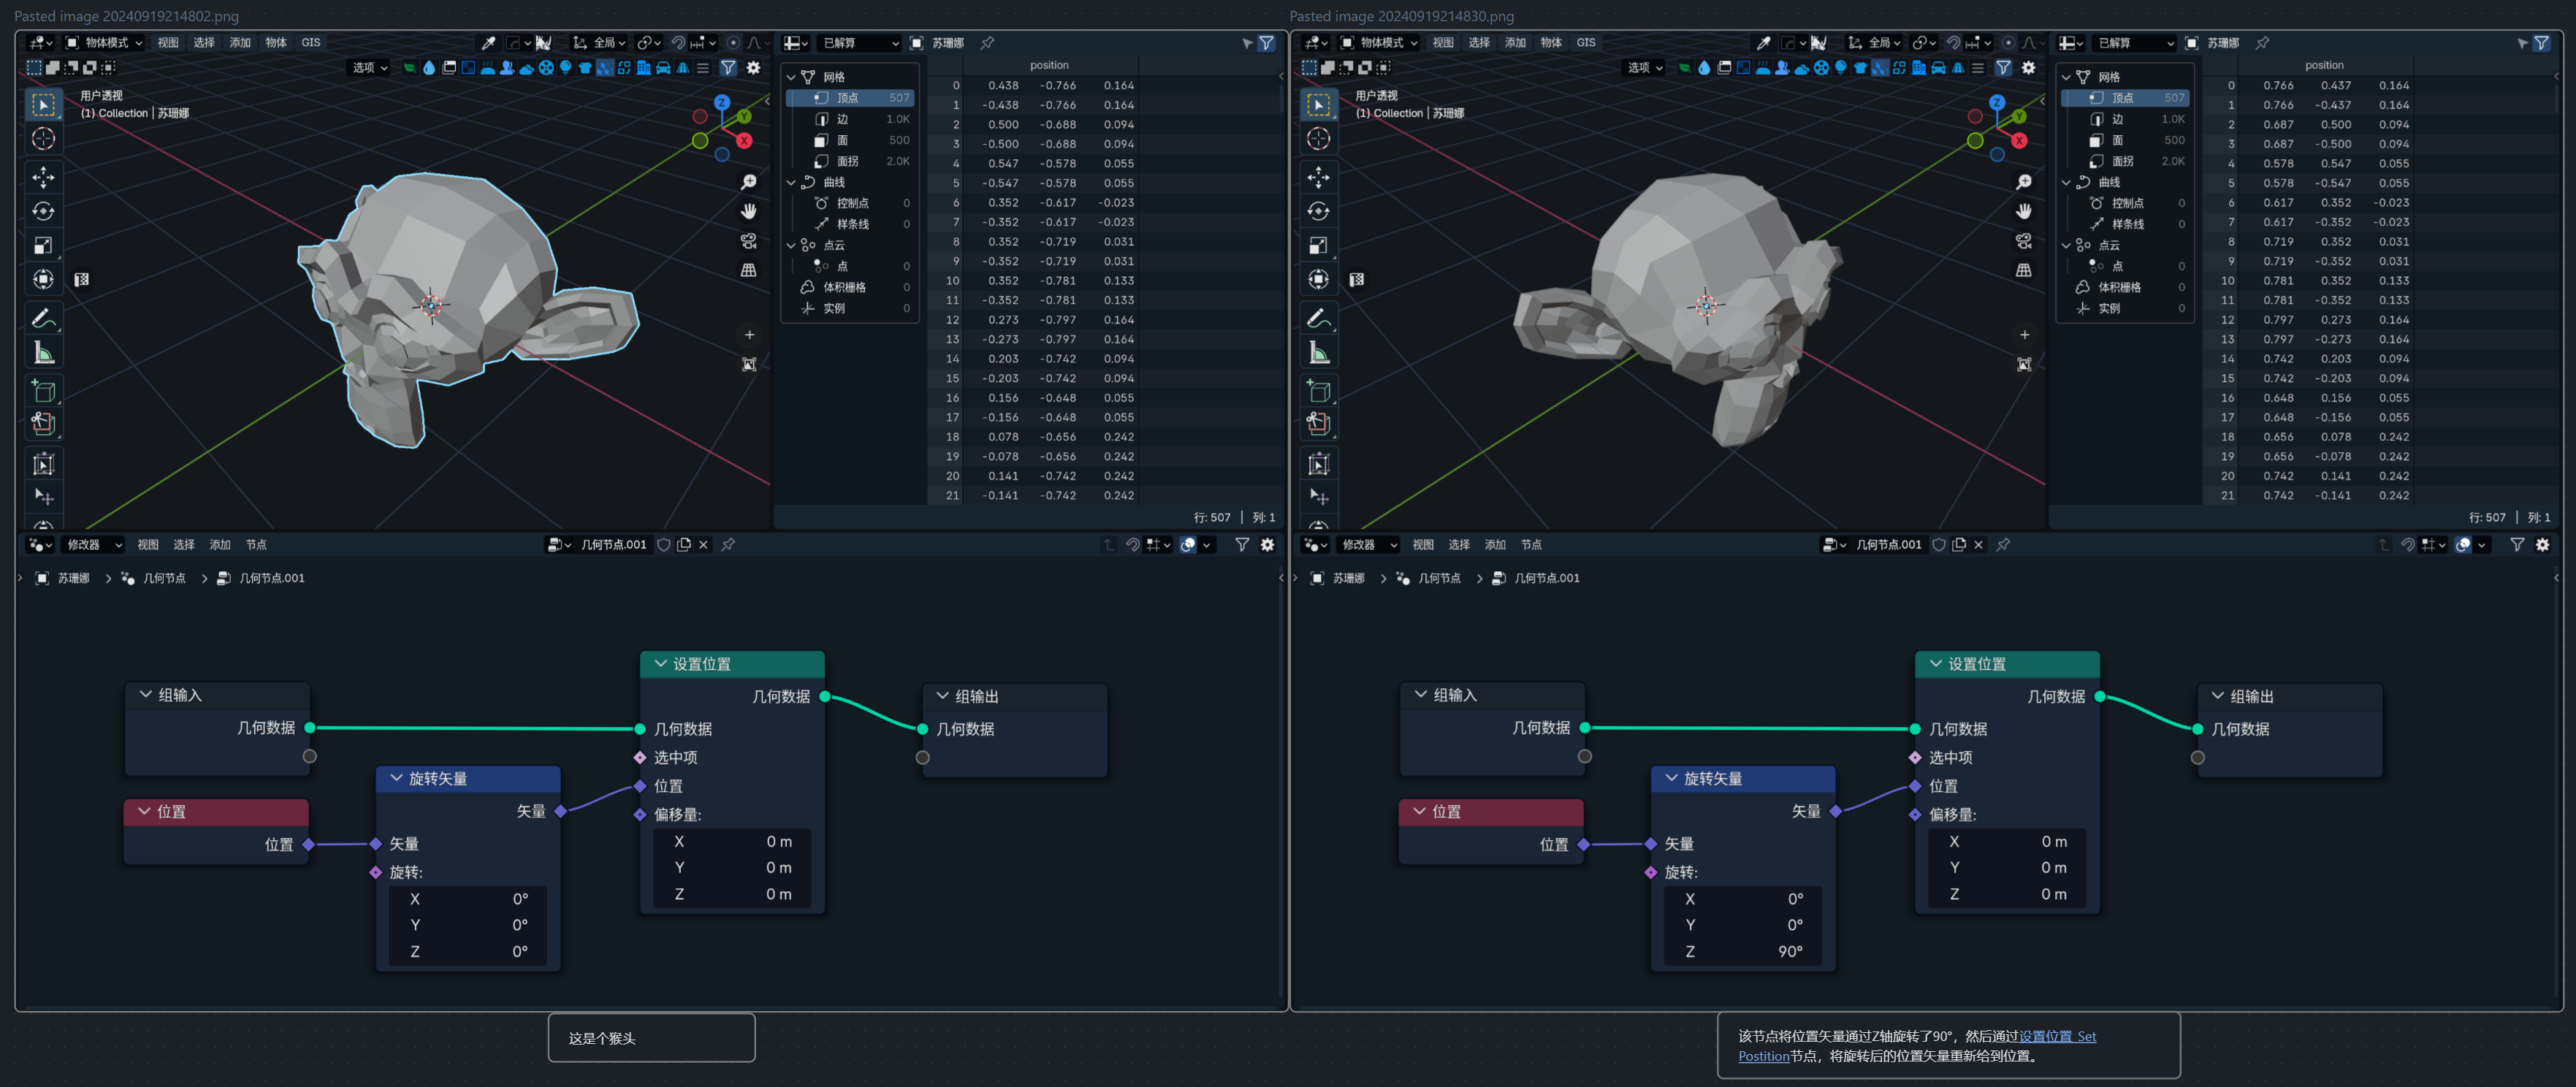 Pasted image 20240919214802.png
物体模式 视图 选择 添加 物体 GIS 全局
选项
用户透视
(1) Collection | 苏珊娜
Z
Y
X
已解算 苏珊娜
网格
顶点 507
边 1.0K
面 500
面拐 2.0K
曲线
控制点 0
样条线 0
点云
点 0
体积栅格 0
实例 0
position
0 0.438 -0.766 0.164
1 -0.438 -0.766 0.164
2 0.500 -0.688 0.094
3 -0.500 -0.688 0.094
4 0.547 -0.578 0.055
5 -0.547 -0.578 0.055
6 0.352 -0.617 -0.023
7 -0.352 -0.617 -0.023
8 0.352 -0.719 0.031
9 -0.352 -0.719 0.031
10 0.352 -0.781 0.133
11 -0.352 -0.781 0.133
12 0.273 -0.797 0.164
13 -0.273 -0.797 0.164
14 0.203 -0.742 0.094
15 -0.203 -0.742 0.094
16 0.156 -0.648 0.055
17 -0.156 -0.648 0.055
18 0.078 -0.656 0.242
19 -0.078 -0.656 0.242
20 0.141 -0.742 0.242
21 -0.141 -0.742 0.242
行: 507 | 列: 1
修改器 视图 选择 添加 节点 几何节点.001
苏珊娜 > 几何节点 > 几何节点.001
组输入
几何数据
位置
位置
旋转矢量
矢量
矢量
旋转:
X 0°
Y 0°
Z 0°
设置位置
几何数据
几何数据
选中项
位置
偏移量:
X 0 m
Y 0 m
Z 0 m
组输出
几何数据
这是个猴头
Pasted image 20240919214830.png
物体模式 视图 选择 添加 物体 GIS 全局
选项
用户透视
(1) Collection | 苏珊娜
Z
Y
X
已解算 苏珊娜
网格
顶点 507
边 1.0K
面 500
面拐 2.0K
曲线
控制点 0
样条线 0
点云
点 0
体积栅格 0
实例 0
position
0 0.766 0.437 0.164
1 0.766 -0.437 0.164
2 0.687 0.500 0.094
3 0.687 -0.500 0.094
4 0.578 0.547 0.055
5 0.578 -0.547 0.055
6 0.617 0.352 -0.023
7 0.617 -0.352 -0.023
8 0.719 0.352 0.031
9 0.719 -0.352 0.031
10 0.781 0.352 0.133
11 0.781 -0.352 0.133
12 0.797 0.273 0.164
13 0.797 -0.273 0.164
14 0.742 0.203 0.094
15 0.742 -0.203 0.094
16 0.648 0.156 0.055
17 0.648 -0.156 0.055
18 0.656 0.078 0.242
19 0.656 -0.078 0.242
20 0.742 0.141 0.242
21 0.742 -0.141 0.242
行: 507 | 列: 1
修改器 视图 选择 添加 节点 几何节点.001
苏珊娜 > 几何节点 > 几何节点.001
组输入
几何数据
位置
位置
旋转矢量
矢量
矢量
旋转:
X 0°
Y 0°
Z 90°
设置位置
几何数据
几何数据
选中项
位置
偏移量:
X 0 m
Y 0 m
Z 0 m
组输出
几何数据
该节点将位置矢量通过Z轴旋转了90°，然后通过设置位置 Set
Postition节点，将旋转后的位置矢量重新给到位置。